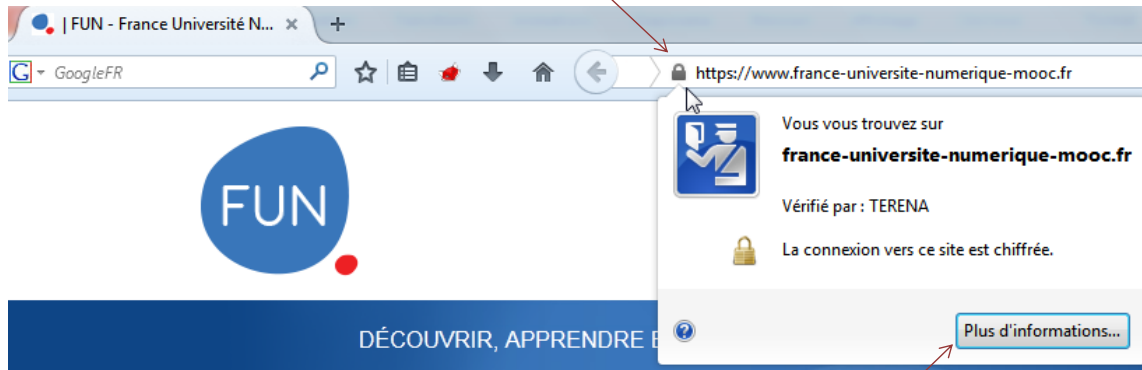 | FUN - France Université N... × +
G GoogleFR
https://www.france-universite-numerique-mooc.fr
Vous vous trouvez sur
france-universite-numerique-mooc.fr
Vérifié par : TERENA
La connexion vers ce site est chiffrée.
Plus d'informations...
FUN
DÉCOUVRIR, APPRENDRE